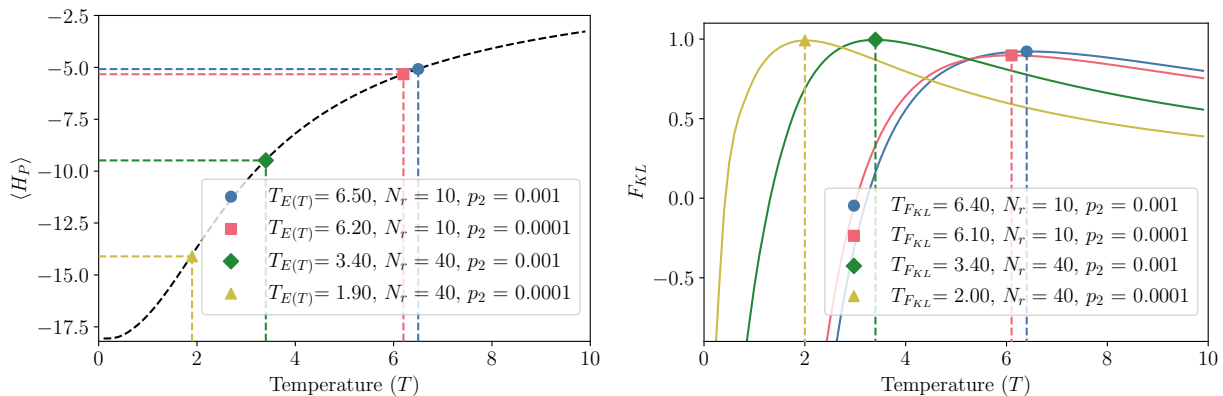 −2.5
−5.0
−7.5
−10.0
−12.5
−15.0
−17.5
⟨H_P⟩
T_{E(T)}= 6.50, N_r = 10, p_2 = 0.001
T_{E(T)}= 6.20, N_r = 10, p_2 = 0.0001
T_{E(T)}= 3.40, N_r = 40, p_2 = 0.001
T_{E(T)}= 1.90, N_r = 40, p_2 = 0.0001
0 2 4 6 8 10
Temperature (T)
1.0
0.5
0.0
−0.5
F_{KL}
T_{F_{KL}}= 6.40, N_r = 10, p_2 = 0.001
T_{F_{KL}}= 6.10, N_r = 10, p_2 = 0.0001
T_{F_{KL}}= 3.40, N_r = 40, p_2 = 0.001
T_{F_{KL}}= 2.00, N_r = 40, p_2 = 0.0001
0 2 4 6 8 10
Temperature (T)